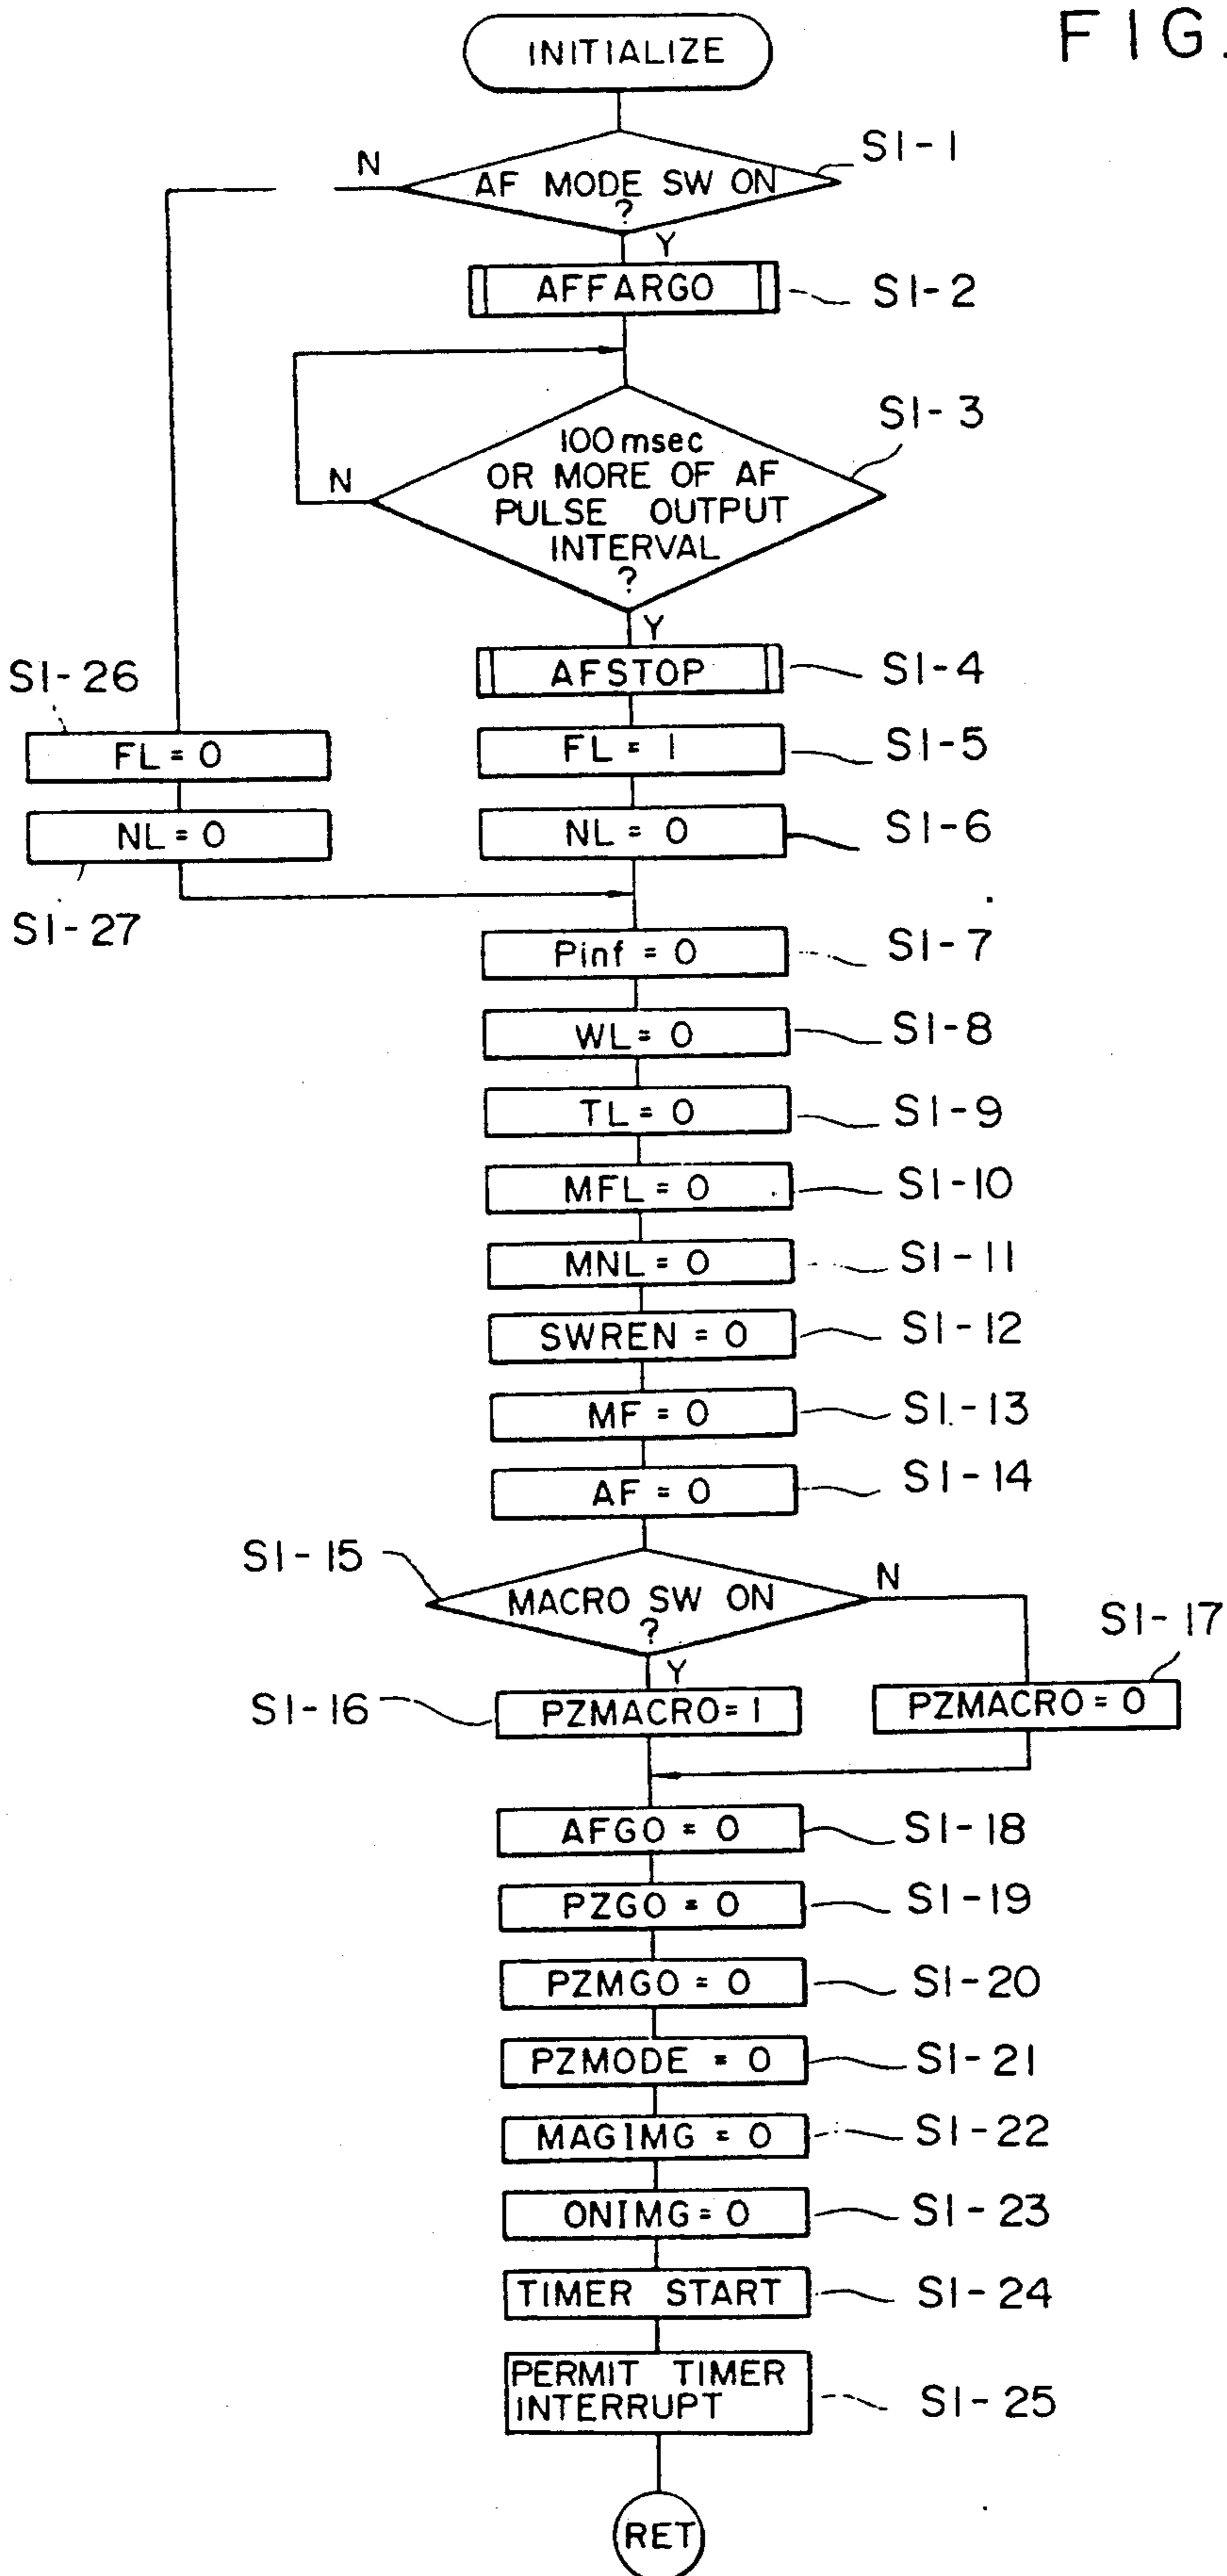 FIG.
INITIALIZE
S1-1
N
AF MODE SW ON
?
Y
AFFARGO
S1-2
S1-3
100 msec
OR MORE OF AF
PULSE OUTPUT
INTERVAL
?
N
Y
AFSTOP
S1-4
S1-26
FL = 0
FL = 1
S1-5
NL = 0
NL = 0
S1-6
S1-27
Pinf = 0
S1-7
WL = 0
S1-8
TL = 0
S1-9
MFL = 0
S1-10
MNL = 0
S1-11
SWREN = 0
S1-12
MF = 0
S1-13
AF = 0
S1-14
S1-15
MACRO SW ON
?
N
Y
S1-17
S1-16
PZMACRO = 1
PZMACRO = 0
AFGO = 0
S1-18
PZGO = 0
S1-19
PZMGO = 0
S1-20
PZMODE = 0
S1-21
MAGIMG = 0
S1-22
ONIMG = 0
S1-23
TIMER START
S1-24
PERMIT TIMER
INTERRUPT
S1-25
RET